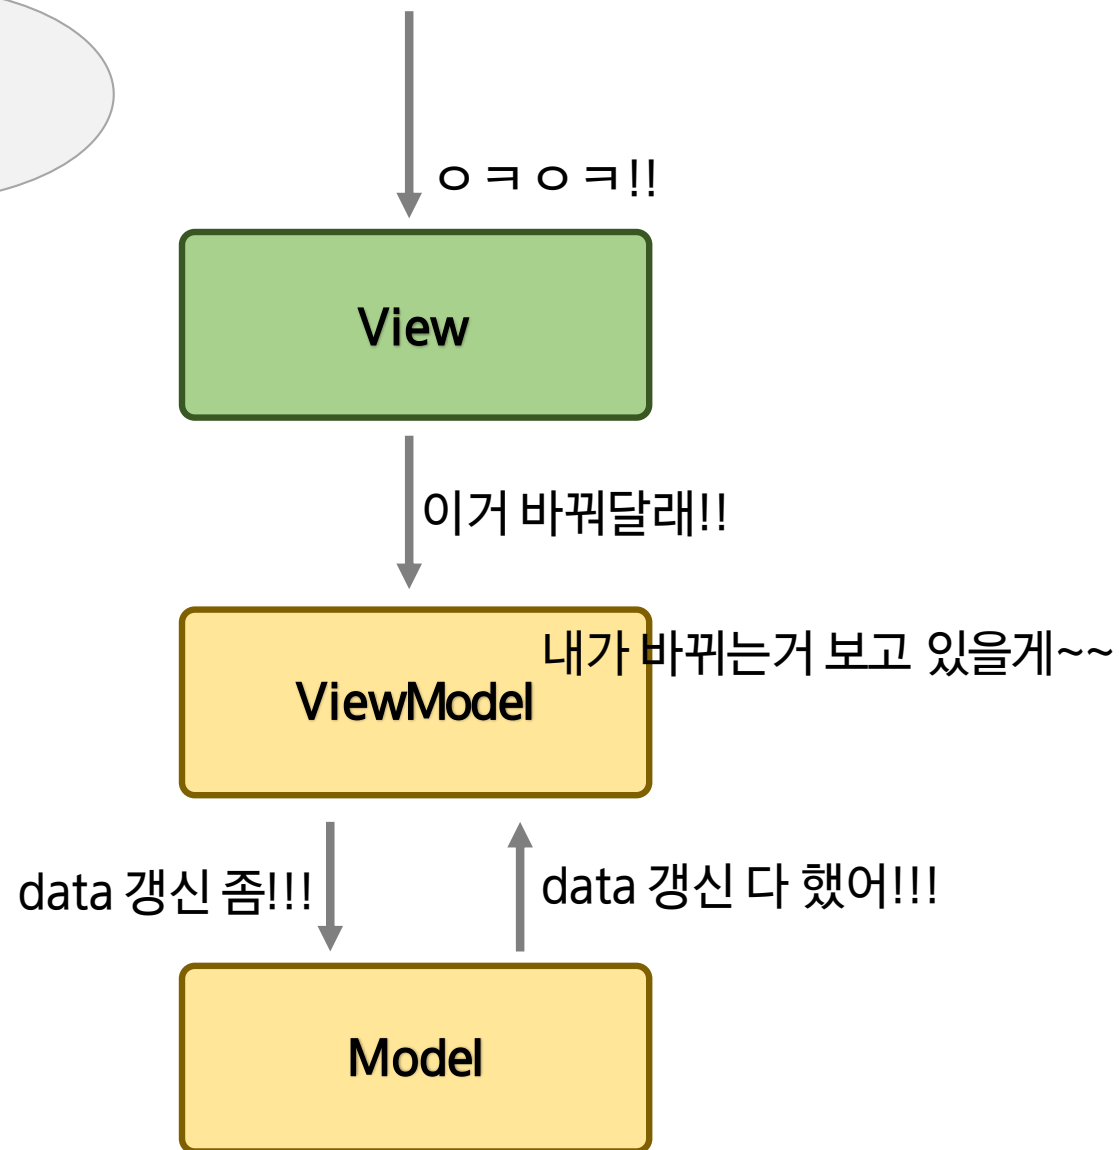 ㅇㅋㅇㅋ!!
View
이거 바꿔달래!!
내가 바뀌는거 보고 있을게~~
ViewModel
data 갱신 좀!!!
data 갱신 다 했어!!!
Model